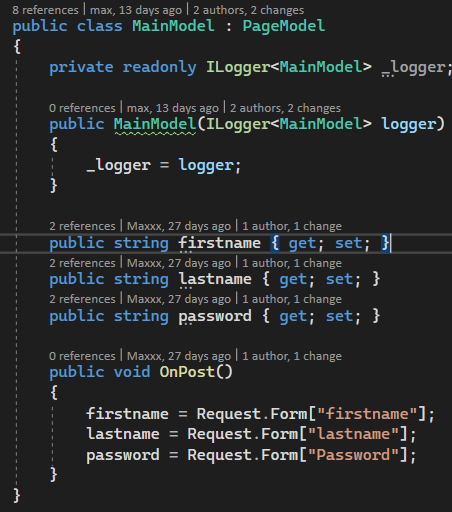 8 references | max, 13 days ago | 2 authors, 2 changes
public class MainModel : PageModel
{
    private readonly ILogger<MainModel> _logger;
    0 references | max, 13 days ago | 2 authors, 2 changes
    public MainModel(ILogger<MainModel> logger)
    {
        _logger = logger;
    }
    2 references | Maxxx, 27 days ago | 1 author, 1 change
    public string firstname { get; set; }
    2 references | Maxxx, 27 days ago | 1 author, 1 change
    public string lastname { get; set; }
    2 references | Maxxx, 27 days ago | 1 author, 1 change
    public string password { get; set; }
    0 references | Maxxx, 27 days ago | 1 author, 1 change
    public void OnPost()
    {
        firstname = Request.Form["firstname"];
        lastname = Request.Form["lastname"];
        password = Request.Form["Password"];
    }
}